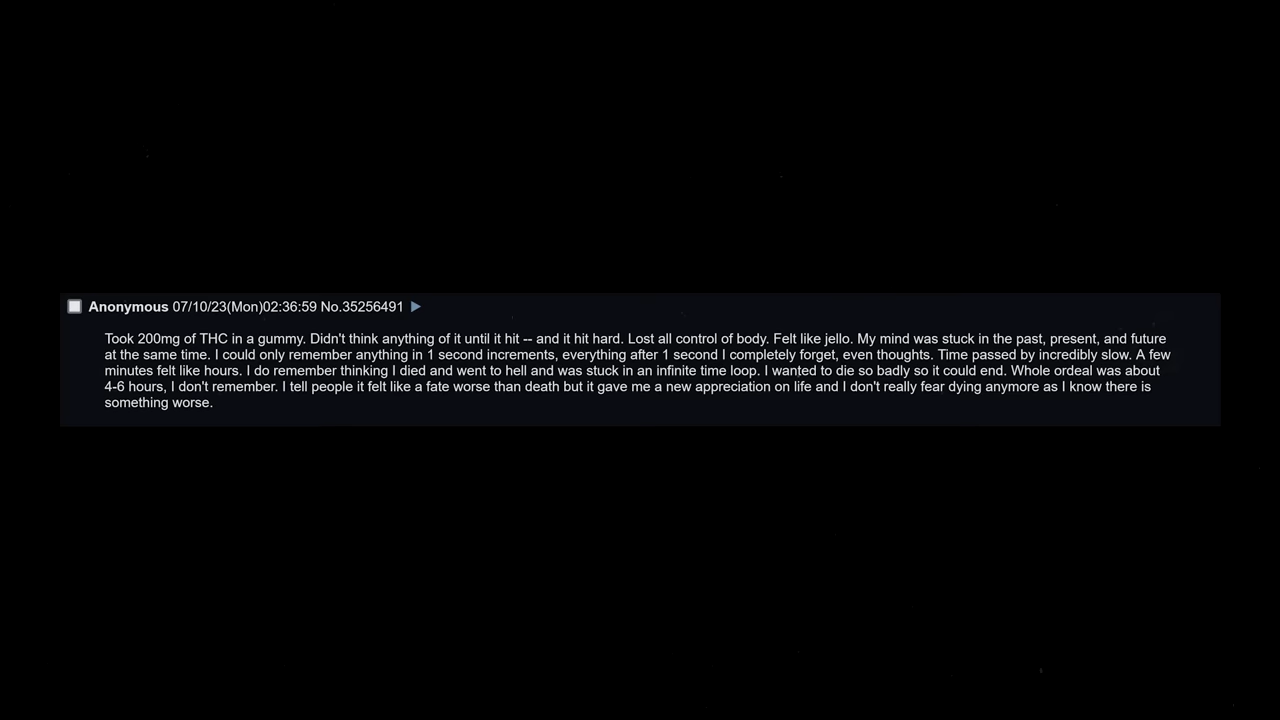 Anonymous 07/10/23(Mon)02:36:59 No.35256491
Took 200mg of THC in a gummy. Didn't think anything of it until it hit -- and it hit hard. Lost all control of body. Felt like jello. My mind was stuck in the past, present, and future
at the same time. I could only remember anything in 1 second increments, everything after 1 second I completely forget, even thoughts. Time passed by incredibly slow. A few
minutes felt like hours. I do remember thinking I died and went to hell and was stuck in an infinite time loop. I wanted to die so badly so it could end. Whole ordeal was about
4-6 hours, I don't remember. I tell people it felt like a fate worse than death but it gave me a new appreciation on life and I don't really fear dying anymore as I know there is
something worse.